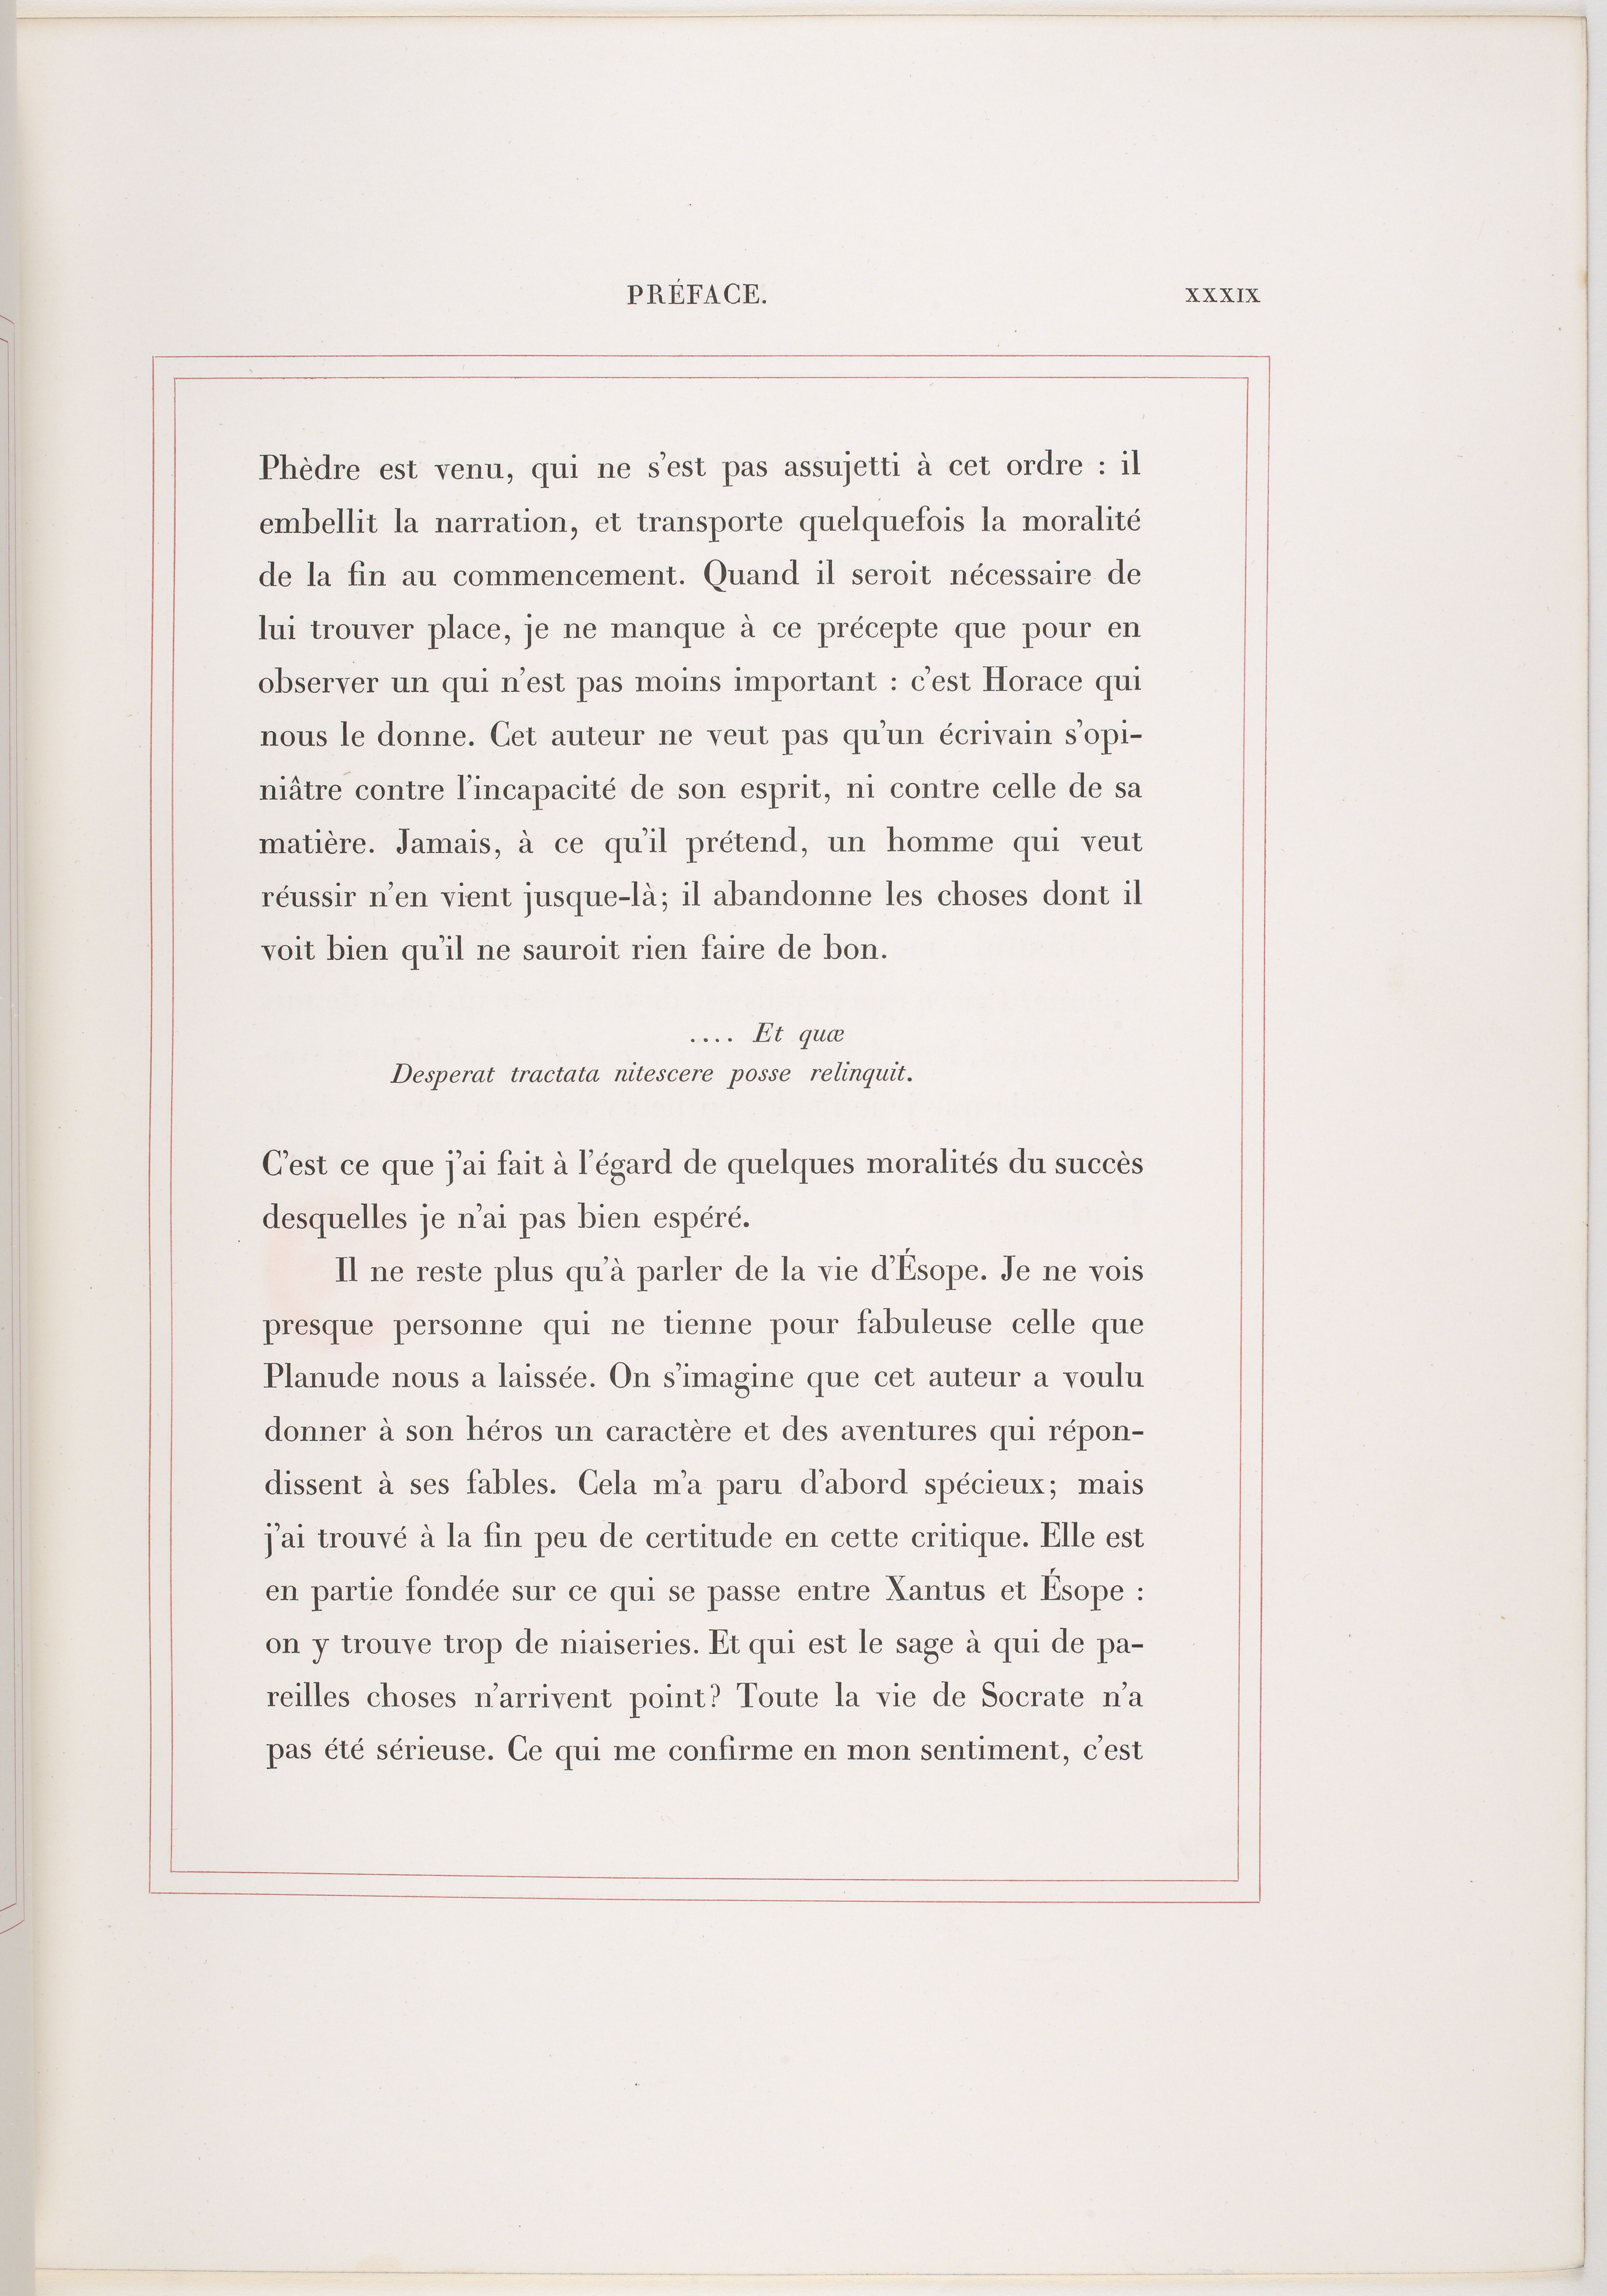 PRÉFACE. XXXIX
Phèdre est venu, qui ne s'est pas assujetti à cet ordre : il
embellit la narration, et transporte quelquefois la moralité
de la fin au commencement. Quand il seroit nécessaire de
lui trouver place, je ne manque à ce précepte que pour en
observer un qui n'est pas moins important : c'est Horace qui
nous le donne. Cet auteur ne veut pas qu'un écrivain s'opi-
niâtre contre l'incapacité de son esprit, ni contre celle de sa
matière. Jamais, à ce qu'il prétend, un homme qui veut
réussir n'en vient jusque-là; il abandonne les choses dont il
voit bien qu'il ne sauroit rien faire de bon.
.... Et quæ
Desperat tractata nitescere posse relinquit.
C'est ce que j'ai fait à l'égard de quelques moralités du succès
desquelles je n'ai pas bien espéré.
Il ne reste plus qu'à parler de la vie d'Ésope. Je ne vois
presque personne qui ne tienne pour fabuleuse celle que
Planude nous a laissée. On s'imagine que cet auteur a voulu
donner à son héros un caractère et des aventures qui répon-
dissent à ses fables. Cela m'a paru d'abord spécieux; mais
j'ai trouvé à la fin peu de certitude en cette critique. Elle est
en partie fondée sur ce qui se passe entre Xantus et Ésope :
on y trouve trop de niaiseries. Et qui est le sage à qui de pa-
reilles choses n'arrivent point? Toute la vie de Socrate n'a
pas été sérieuse. Ce qui me confirme en mon sentiment, c'est